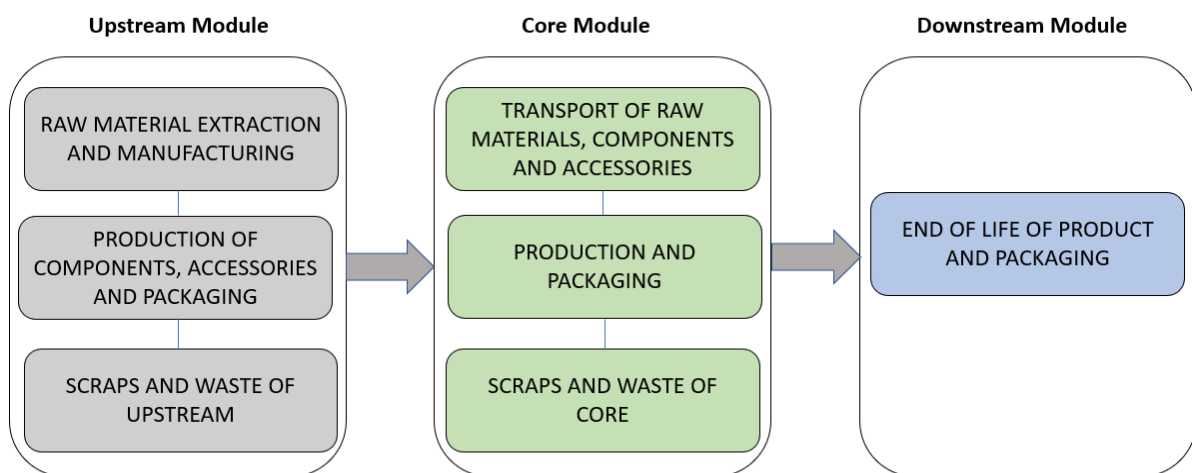 Upstream Module
RAW MATERIAL EXTRACTION
AND MANUFACTURING
PRODUCTION OF
COMPONENTS, ACCESSORIES
AND PACKAGING
SCRAPS AND WASTE OF
UPSTREAM
Core Module
TRANSPORT OF RAW
MATERIALS, COMPONENTS
AND ACCESSORIES
PRODUCTION AND
PACKAGING
SCRAPS AND WASTE OF
CORE
Downstream Module
END OF LIFE OF PRODUCT
AND PACKAGING